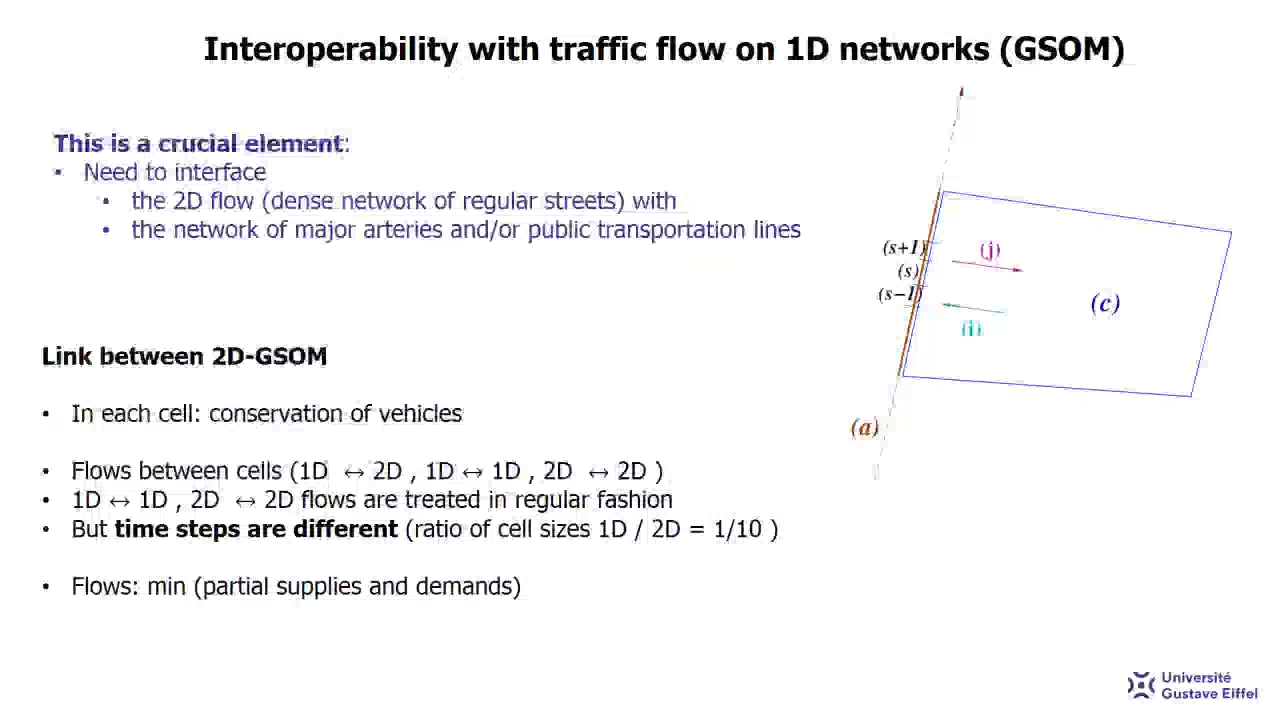 Interoperability with traffic flow on 1D networks (GSOM)
This is a crucial element:
• Need to interface
• the 2D flow (dense network of regular streets) with
• the network of major arteries and/or public transportation lines
(s+1)
(s)
(s−1)
(j)
(i)
(c)
(a)
Link between 2D-GSOM
• In each cell: conservation of vehicles
• Flows between cells (1D ↔ 2D , 1D ↔ 1D , 2D ↔ 2D )
• 1D ↔ 1D , 2D ↔ 2D flows are treated in regular fashion
• But time steps are different (ratio of cell sizes 1D / 2D = 1/10 )
• Flows: min (partial supplies and demands)
Université
Gustave Eiffel